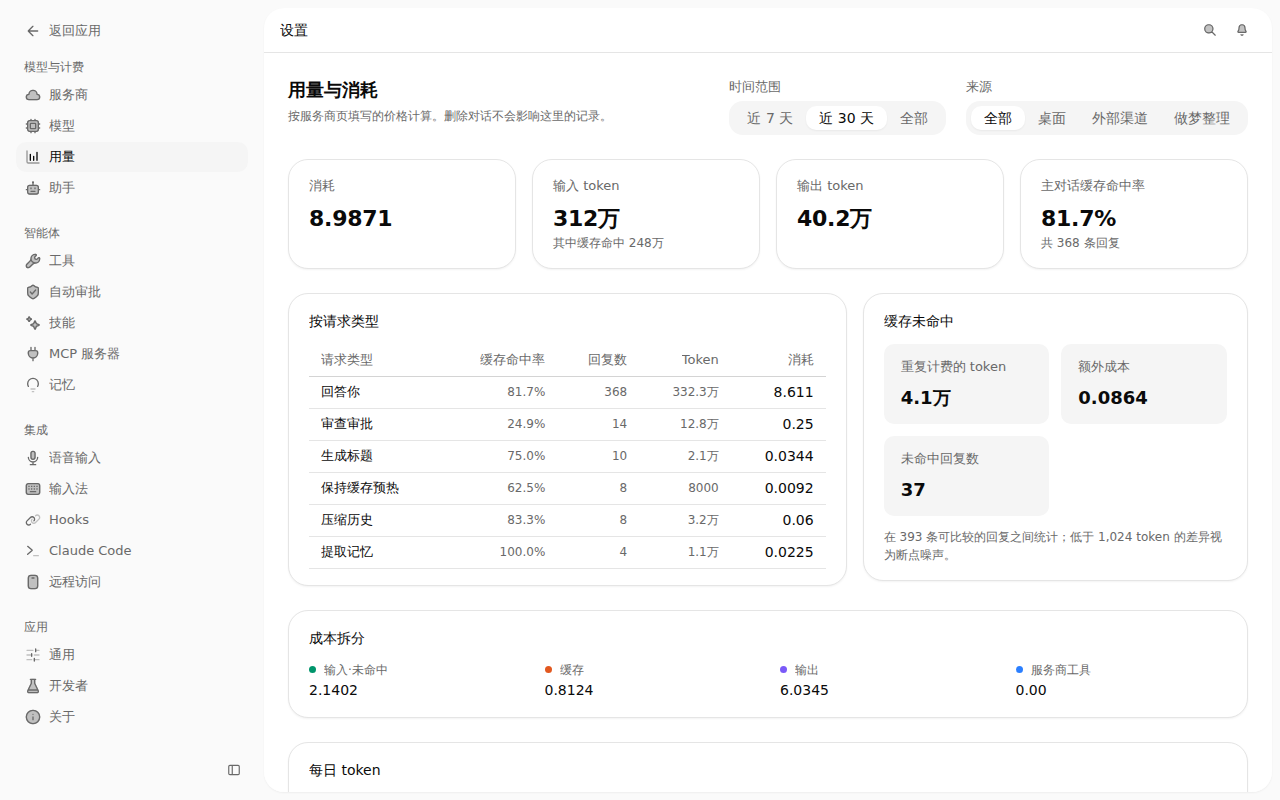 返回应用
模型与计费
服务商
模型
用量
助手
智能体
工具
自动审批
技能
MCP 服务器
记忆
集成
语音输入
输入法
Hooks
Claude Code
远程访问
应用
通用
开发者
关于
设置
用量与消耗
按服务商页填写的价格计算。删除对话不会影响这里的记录。
时间范围
近 7 天 近 30 天 全部
来源
全部 桌面 外部渠道 做梦整理
消耗
8.9871
输入 token
312万
其中缓存命中 248万
输出 token
40.2万
主对话缓存命中率
81.7%
共 368 条回复
按请求类型
请求类型 缓存命中率 回复数 Token 消耗
回答你 81.7% 368 332.3万 8.611
审查审批 24.9% 14 12.8万 0.25
生成标题 75.0% 10 2.1万 0.0344
保持缓存预热 62.5% 8 8000 0.0092
压缩历史 83.3% 8 3.2万 0.06
提取记忆 100.0% 4 1.1万 0.0225
缓存未命中
重复计费的 token
4.1万
额外成本
0.0864
未命中回复数
37
在 393 条可比较的回复之间统计；低于 1,024 token 的差异视
为断点噪声。
成本拆分
输入·未命中
2.1402
缓存
0.8124
输出
6.0345
服务商工具
0.00
每日 token